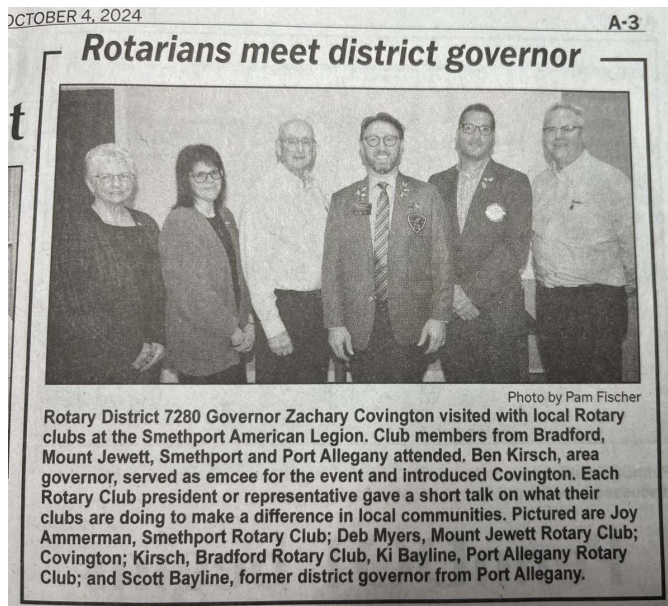 OCTOBER 4, 2024
A-3
Rotarians meet district governor
t
Photo by Pam Fischer
Rotary District 7280 Governor Zachary Covington visited with local Rotary
clubs at the Smethport American Legion. Club members from Bradford,
Mount Jewett, Smethport and Port Allegany attended. Ben Kirsch, area
governor, served as emcee for the event and introduced Covington. Each
Rotary Club president or representative gave a short talk on what their
clubs are doing to make a difference in local communities. Pictured are Joy
Ammerman, Smethport Rotary Club; Deb Myers, Mount Jewett Rotary Club;
Covington; Kirsch, Bradford Rotary Club, Ki Bayline, Port Allegany Rotary
Club; and Scott Bayline, former district governor from Port Allegany.